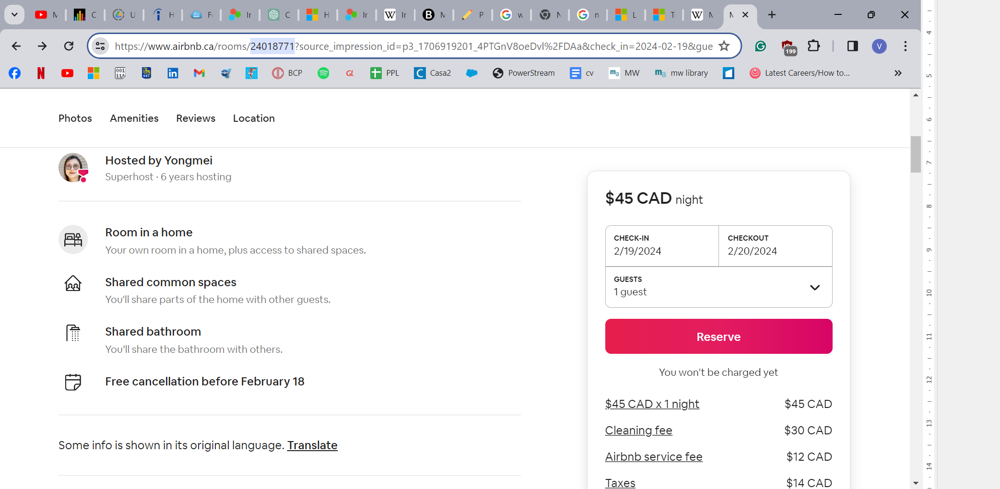 https://www.airbnb.ca/rooms/24018771?source_impression_id=p3_1706919201_4PTGnV8oeDvl%2FDAa&check_in=2024-02-19&gue
199
V
BCP
GL
PPL
Casa2
PowerStream
cv
MW
mw library
Latest Careers/How to...
Photos Amenities Reviews Location
Hosted by Yongmei
Superhost · 6 years hosting
Room in a home
Your own room in a home, plus access to shared spaces.
Shared common spaces
You'll share parts of the home with other guests.
Shared bathroom
You’ll share the bathroom with others.
Free cancellation before February 18
Some info is shown in its original language. Translate
$45 CAD night
CHECK-IN
2/19/2024
CHECKOUT
2/20/2024
GUESTS
1 guest
Reserve
You won't be charged yet
$45 CAD x 1 night $45 CAD
Cleaning fee $30 CAD
Airbnb service fee $12 CAD
Taxes $14 CAD
4
5
6
7
8
9
10
11
12
13
14